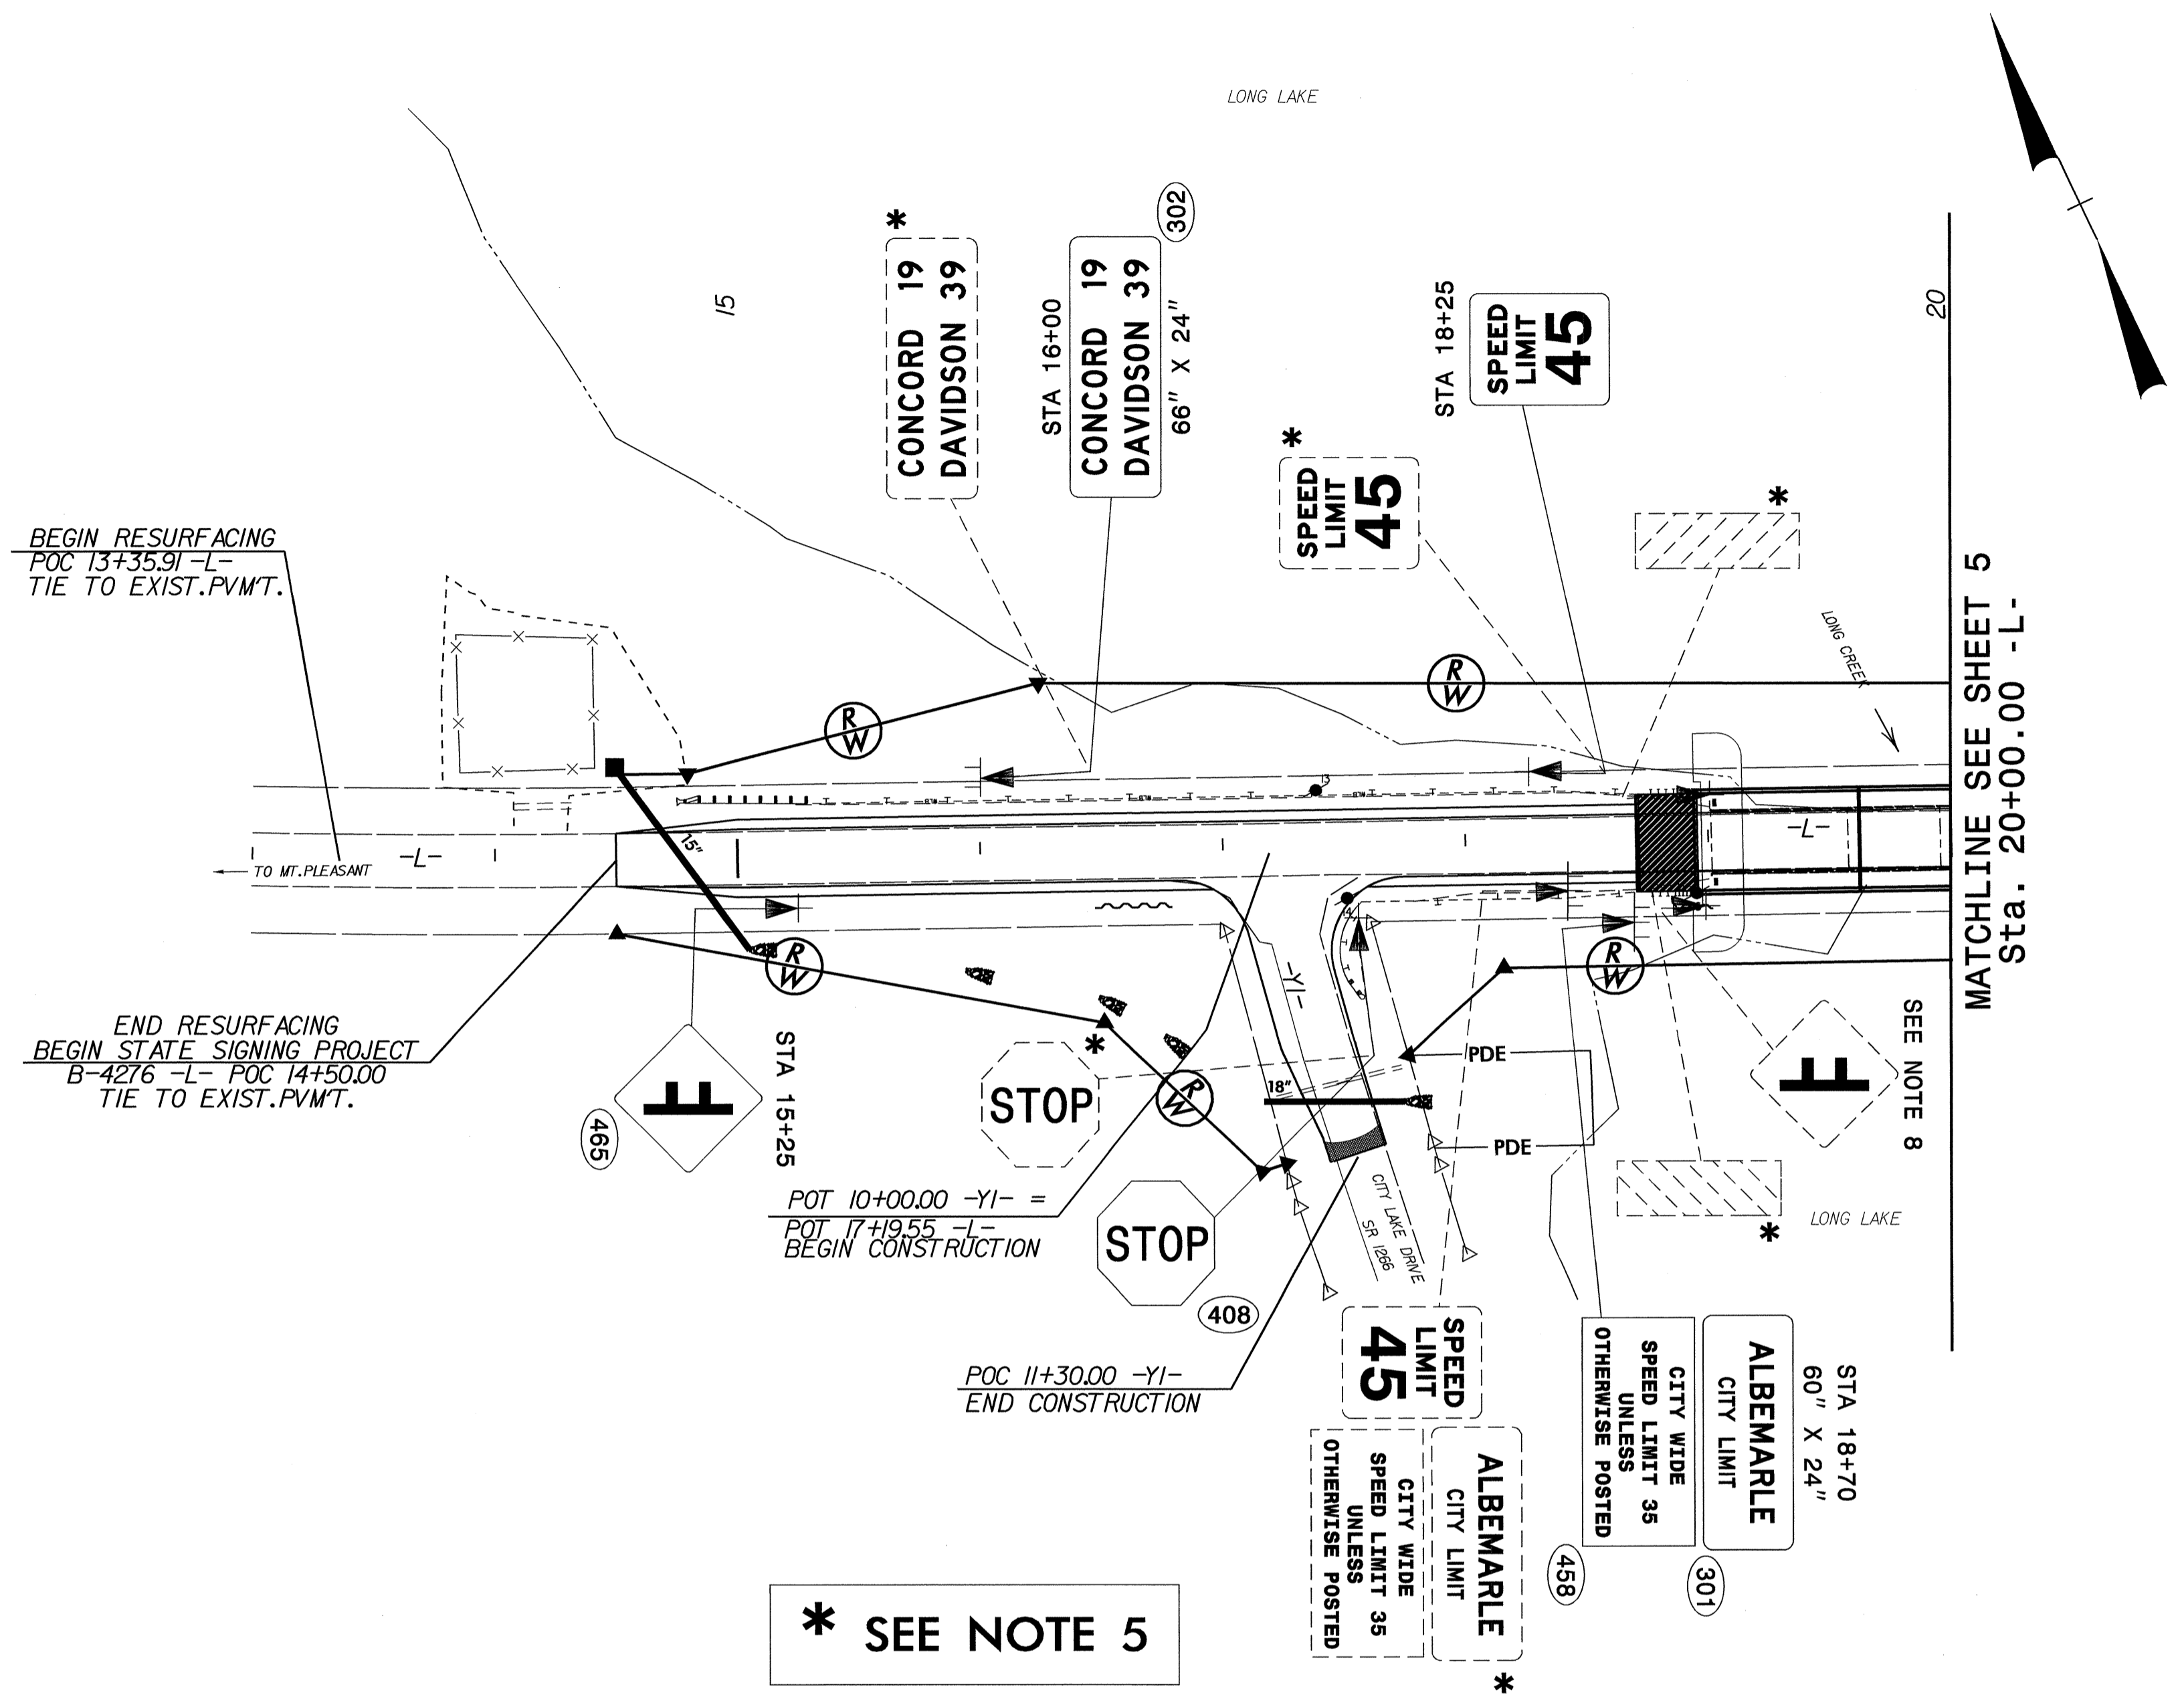 LONG LAKE
302
*
CONCORD 19
DAVIDSON 39
STA 16+00
CONCORD 19
DAVIDSON 39
66" X 24"
15
STA 18+25
SPEED
LIMIT
45
20
*
SPEED
LIMIT
45
*
BEGIN RESURFACING
POC 13+35.91 -L-
TIE TO EXIST.PVM'T.
LONG CREEK
MATCHLINE SEE SHEET 5
Sta. 20+00.00 -L-
R
W
R
W
13
15"
-L-
-L-
TO MT.PLEASANT
14
R
W
R
W
-Y1-
END RESURFACING
BEGIN STATE SIGNING PROJECT
B-4276 -L- POC 14+50.00
TIE TO EXIST.PVM'T.
STA 15+25
465
*
STOP
R
W
18"
PDE
PDE
SEE NOTE 8
POT 10+00.00 -Y1- =
POT 17+19.55 -L-
BEGIN CONSTRUCTION
STOP
408
CITY LAKE DRIVE
SR 1266
LONG LAKE
*
POC 11+30.00 -Y1-
END CONSTRUCTION
SPEED
LIMIT
45
STA 18+70
60" X 24"
ALBEMARLE
CITY LIMIT
CITY WIDE
SPEED LIMIT 35
UNLESS
OTHERWISE POSTED
301
458
ALBEMARLE
CITY LIMIT
CITY WIDE
SPEED LIMIT 35
UNLESS
OTHERWISE POSTED
*
* SEE NOTE 5